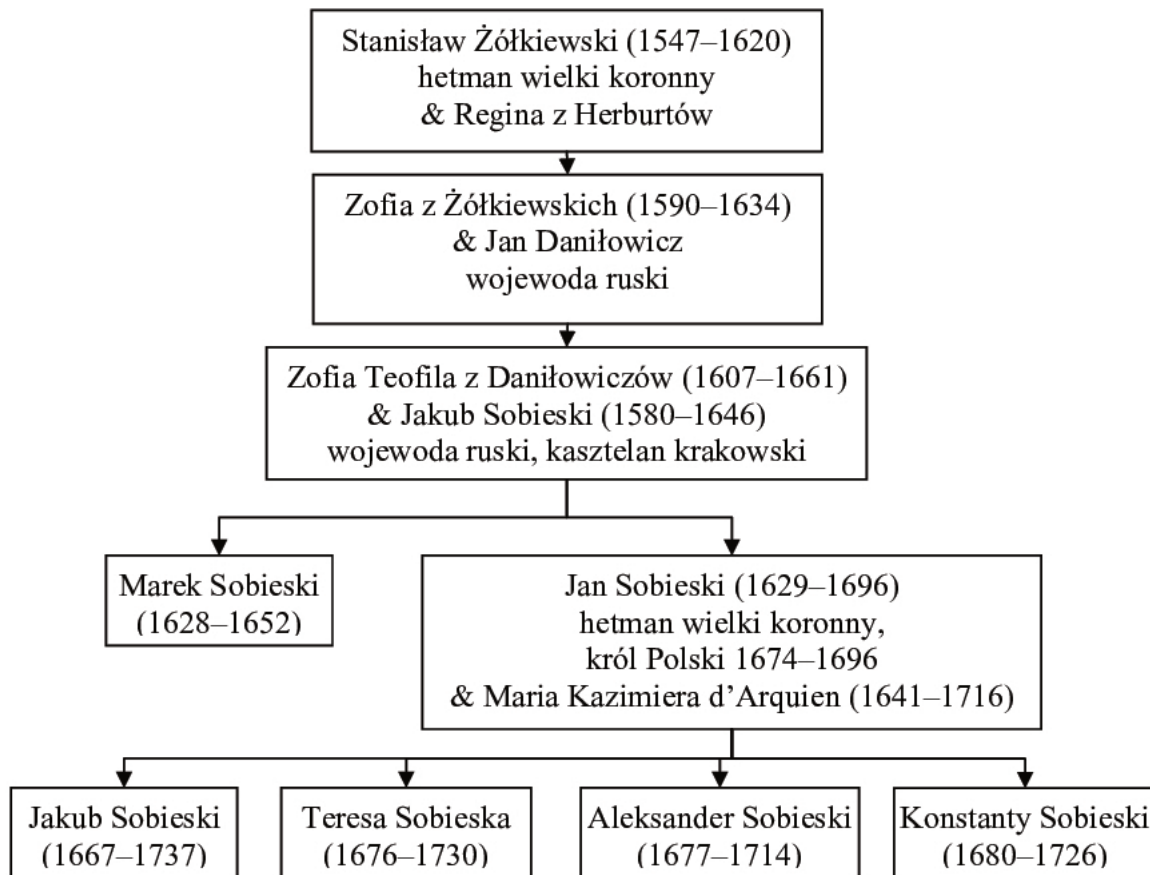 Stanisław Żółkiewski (1547–1620)
hetman wielki koronny
& Regina z Herburtów
Zofia z Żółkiewskich (1590–1634)
& Jan Daniłowicz
wojewoda ruski
Zofia Teofila z Daniłowiczów (1607–1661)
& Jakub Sobieski (1580–1646)
wojewoda ruski, kasztelan krakowski
Marek Sobieski
(1628–1652)
Jan Sobieski (1629–1696)
hetman wielki koronny,
król Polski 1674–1696
& Maria Kazimiera d’Arquien (1641–1716)
Jakub Sobieski
(1667–1737)
Teresa Sobieska
(1676–1730)
Aleksander Sobieski
(1677–1714)
Konstanty Sobieski
(1680–1726)